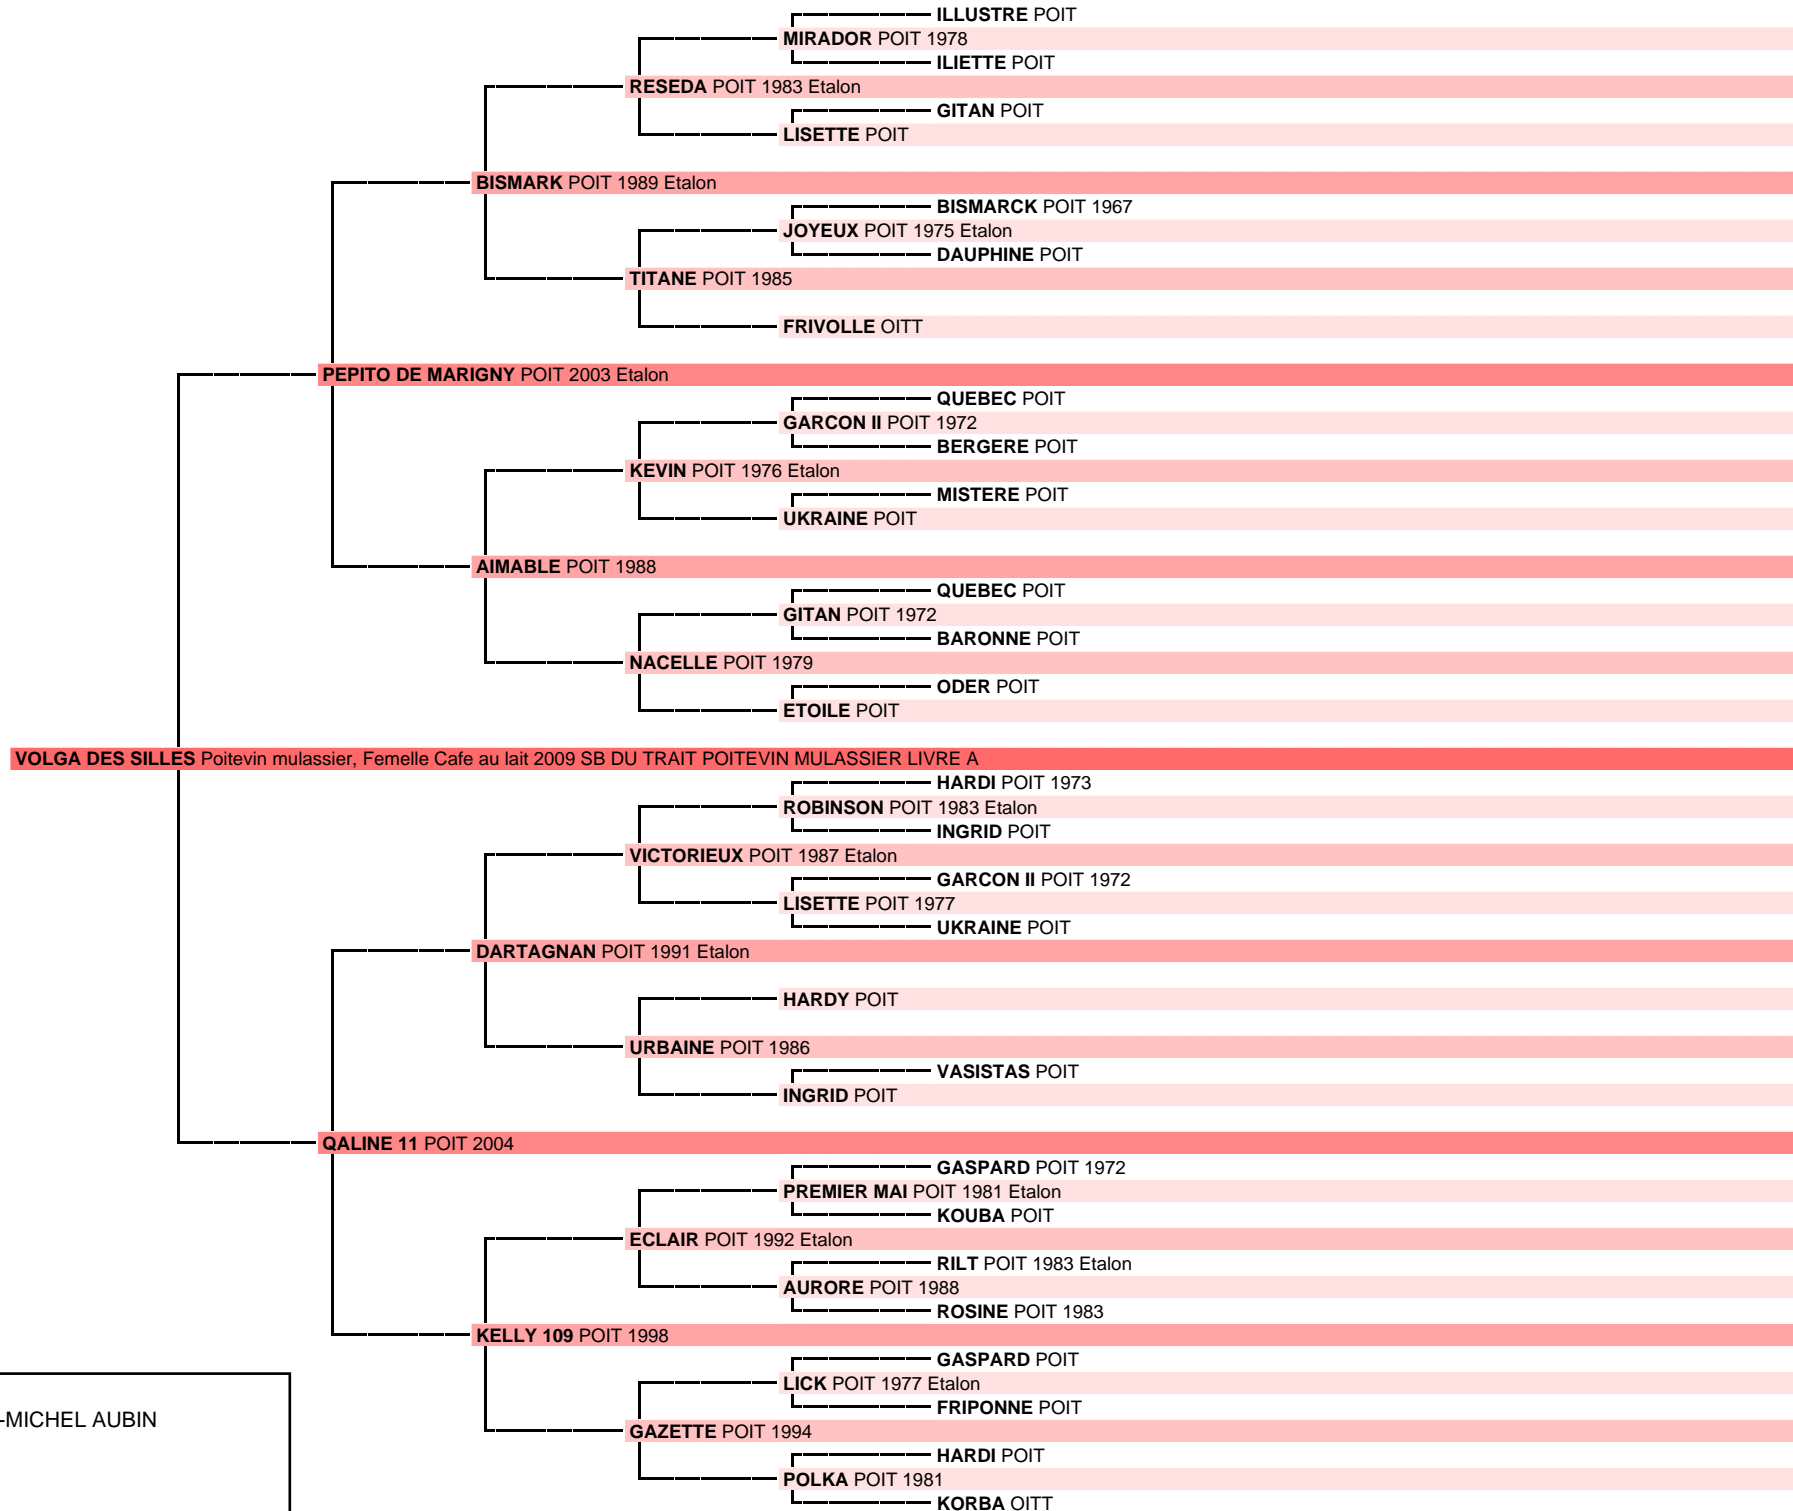 ILLUSTRE POIT
MIRADOR POIT 1978
ILIETTE POIT
RESEDA POIT 1983 Etalon
GITAN POIT
LISETTE POIT
BISMARK POIT 1989 Etalon
BISMARCK POIT 1967
JOYEUX POIT 1975 Etalon
DAUPHINE POIT
TITANE POIT 1985
FRIVOLLE OITT
PEPITO DE MARIGNY POIT 2003 Etalon
QUEBEC POIT
GARCON II POIT 1972
BERGERE POIT
KEVIN POIT 1976 Etalon
MISTERE POIT
UKRAINE POIT
AIMABLE POIT 1988
QUEBEC POIT
GITAN POIT 1972
BARONNE POIT
NACELLE POIT 1979
ODER POIT
ETOILE POIT
VOLGA DES SILLES Poitevin mulassier, Femelle Cafe au lait 2009 SB DU TRAIT POITEVIN MULASSIER LIVRE A
HARDI POIT 1973
ROBINSON POIT 1983 Etalon
INGRID POIT
VICTORIEUX POIT 1987 Etalon
GARCON II POIT 1972
LISETTE POIT 1977
UKRAINE POIT
DARTAGNAN POIT 1991 Etalon
HARDY POIT
URBAINE POIT 1986
VASISTAS POIT
INGRID POIT
QALINE 11 POIT 2004
GASPARD POIT 1972
PREMIER MAI POIT 1981 Etalon
KOUBA POIT
ECLAIR POIT 1992 Etalon
RILT POIT 1983 Etalon
AURORE POIT 1988
ROSINE POIT 1983
KELLY 109 POIT 1998
GASPARD POIT
LICK POIT 1977 Etalon
FRIPONNE POIT
-MICHEL AUBIN
GAZETTE POIT 1994
HARDI POIT
POLKA POIT 1981
KORBA OITT